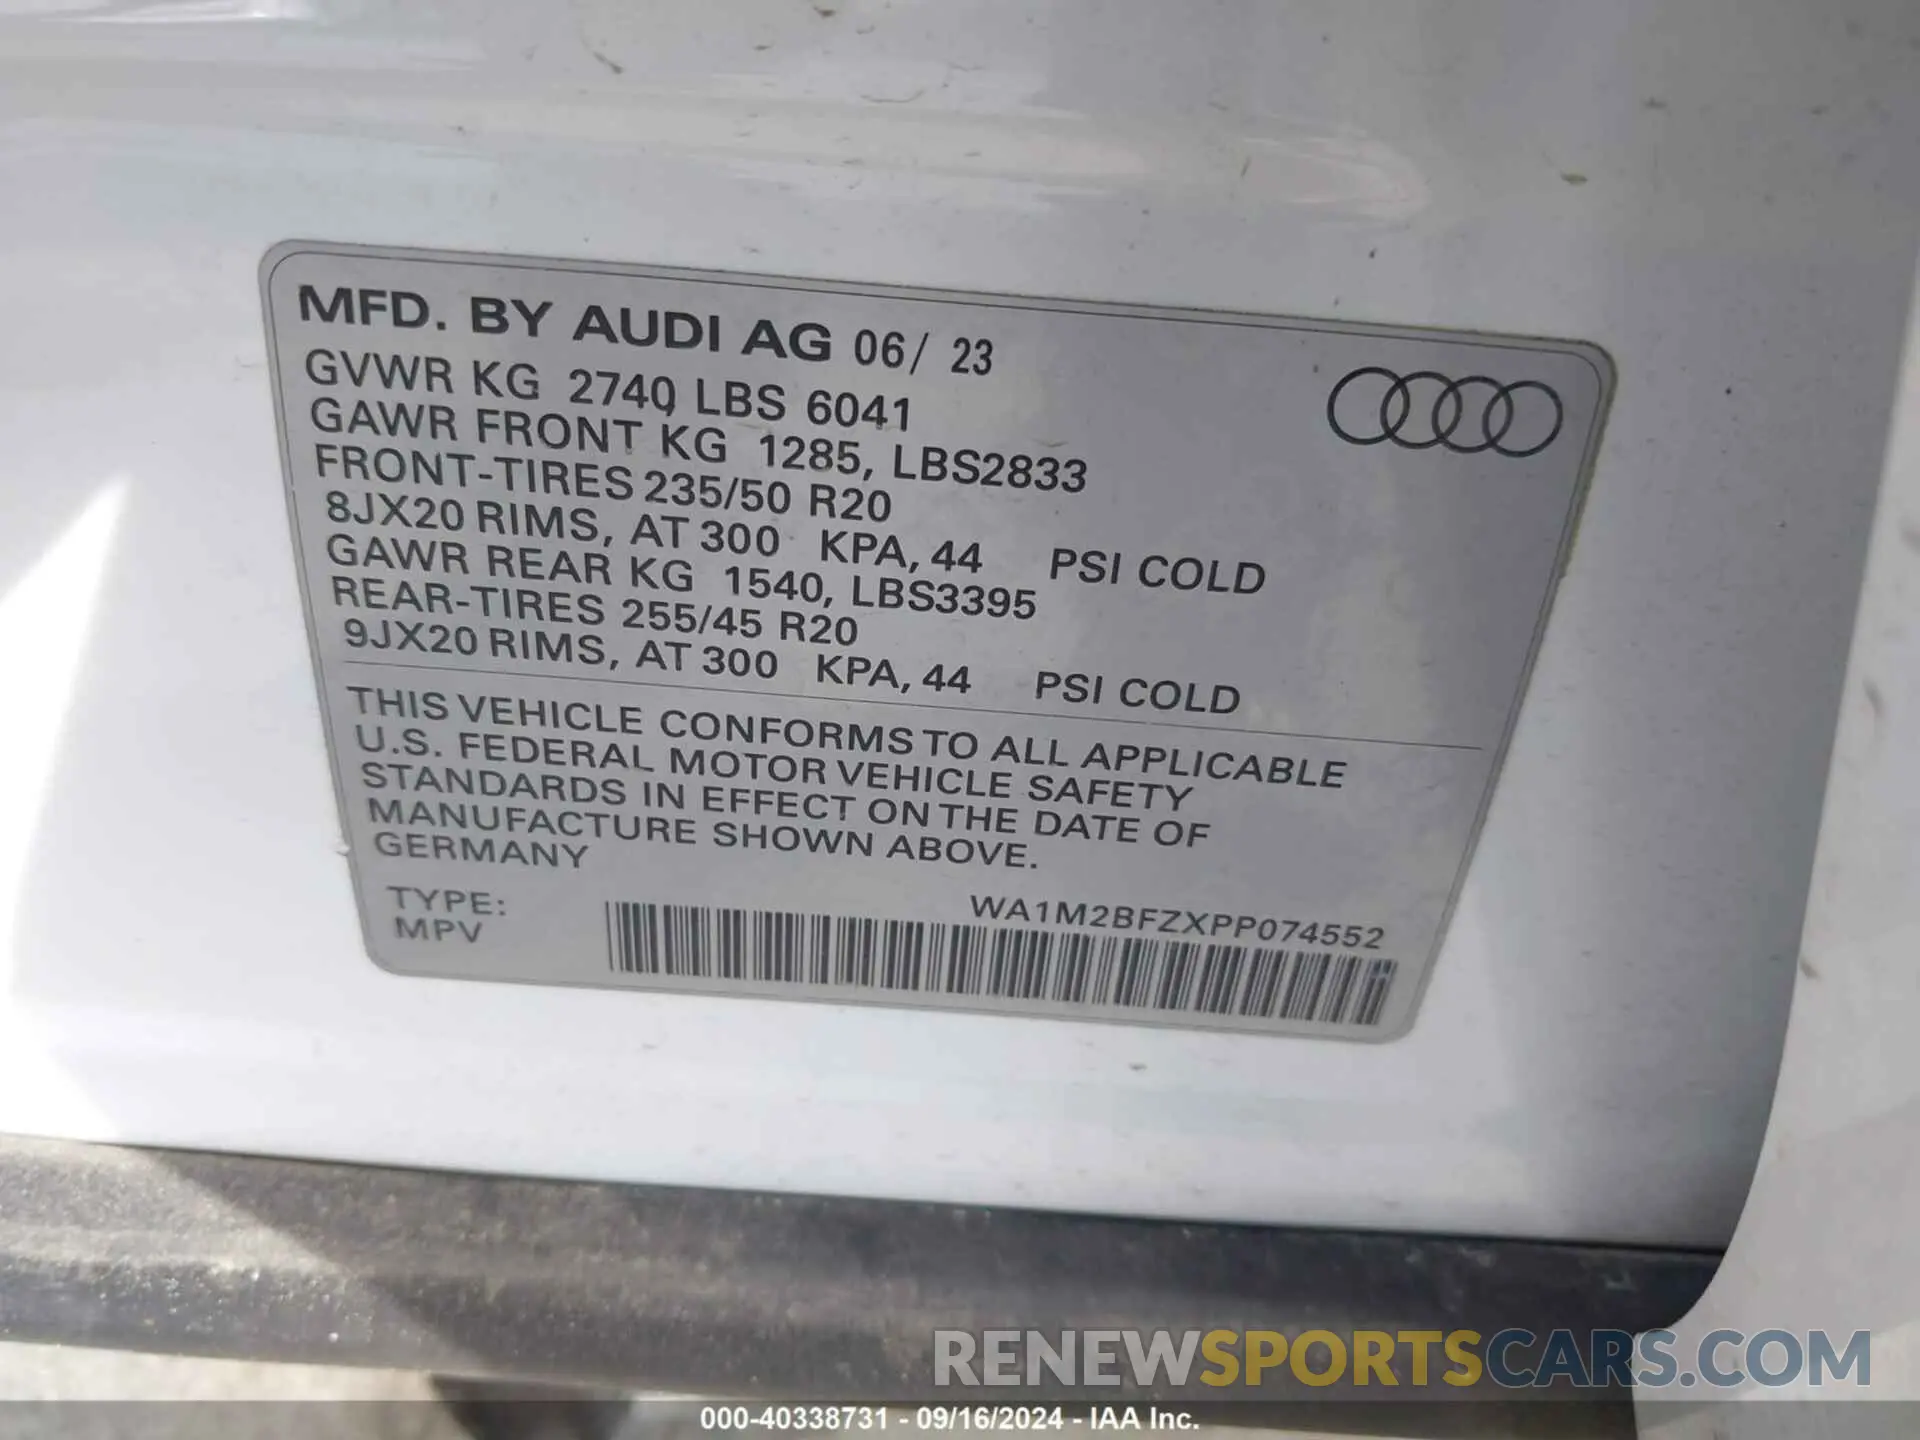 MFD. BY AUDI AG 06/ 23
GVWR KG 2740 LBS 6041
GAWR FRONT KG 1285, LBS2833
FRONT-TIRES 235/50 R20
8JX20 RIMS, AT 300 KPA, 44 PSI COLD
GAWR REAR KG 1540, LBS3395
REAR-TIRES 255/45 R20
9JX20 RIMS, AT 300 KPA, 44 PSI COLD
THIS VEHICLE CONFORMS TO ALL APPLICABLE
U.S. FEDERAL MOTOR VEHICLE SAFETY
STANDARDS IN EFFECT ON THE DATE OF
MANUFACTURE SHOWN ABOVE.
GERMANY
TYPE:
MPV
WA1M2BFZXPP074552
RENEWSPORTSCARS.COM
000-40338731 - 09/16/2024 - IAA Inc.